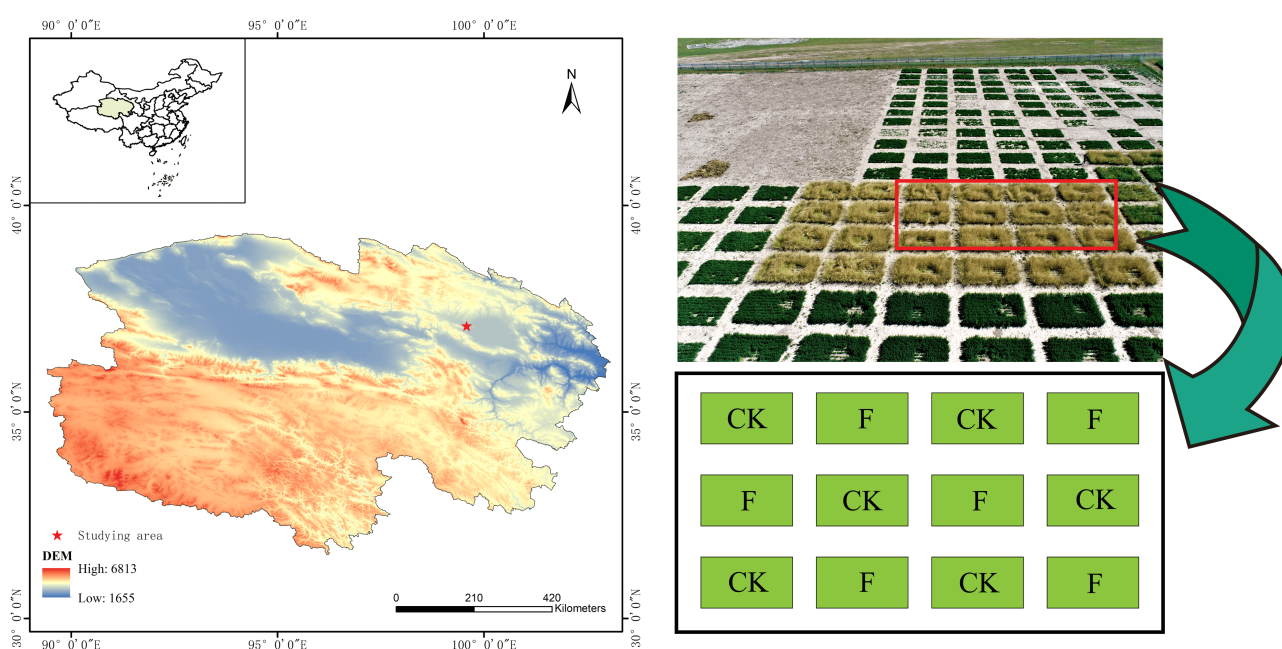 90° 0′0″E 95° 0′0″E 100° 0′0″E
N
40° 0′0″N
40° 0′0″N
35° 0′0″N
35° 0′0″N
Studying area
DEM
High: 6813
Low: 1655
0 210 420
Kilometers
30° 0′0″N
30° 0′0″N
90° 0′0″E 95° 0′0″E 100° 0′0″E
CK F CK F
F CK F CK
CK F CK F